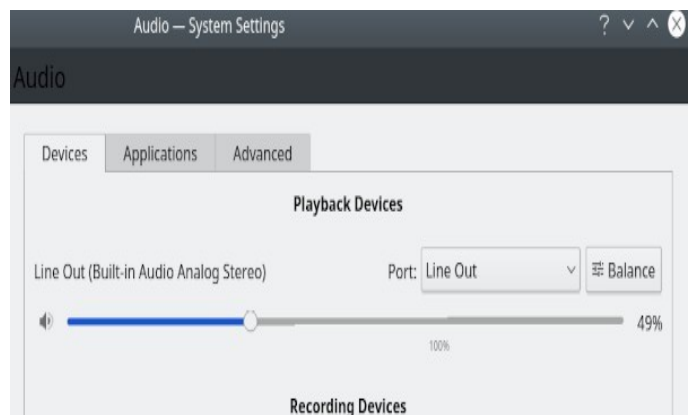 Audio — System Settings
?
Audio
Devices Applications Advanced
Playback Devices
Line Out (Built-in Audio Analog Stereo) Port: Line Out Balance
49%
100%
Recording Devices